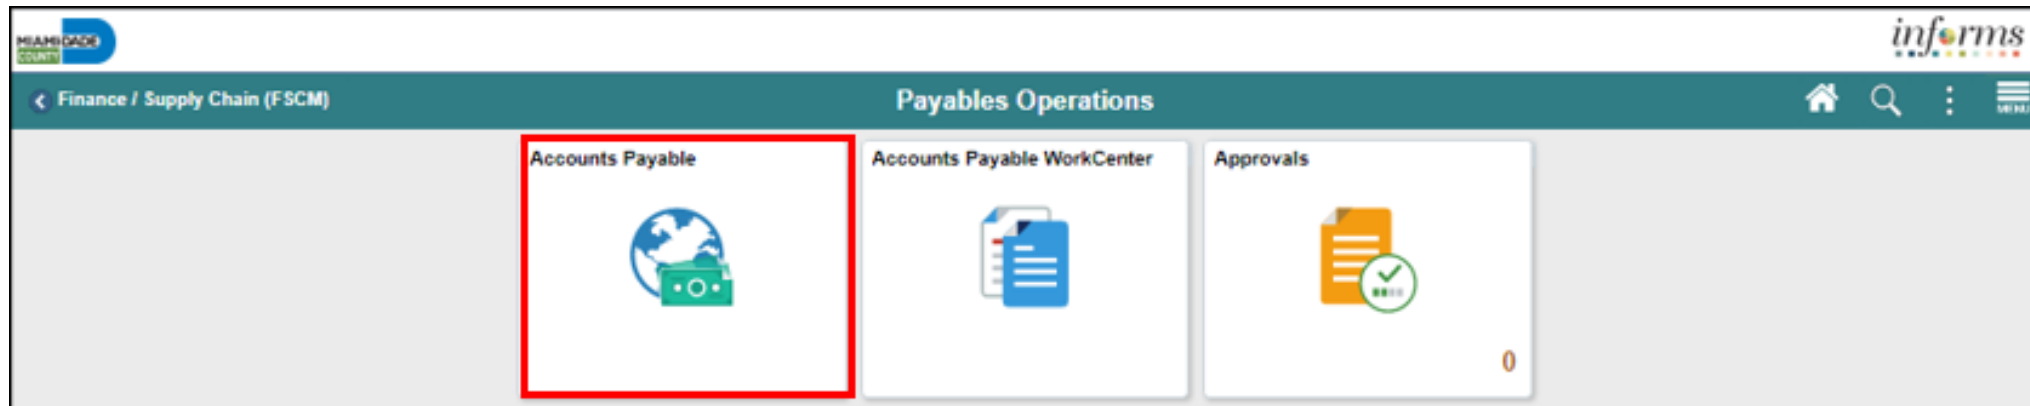 MIAMI-DADE
COUNTY
informs
Finance / Supply Chain (FSCM)
Payables Operations
MENU
Accounts Payable
Accounts Payable WorkCenter
Approvals
0